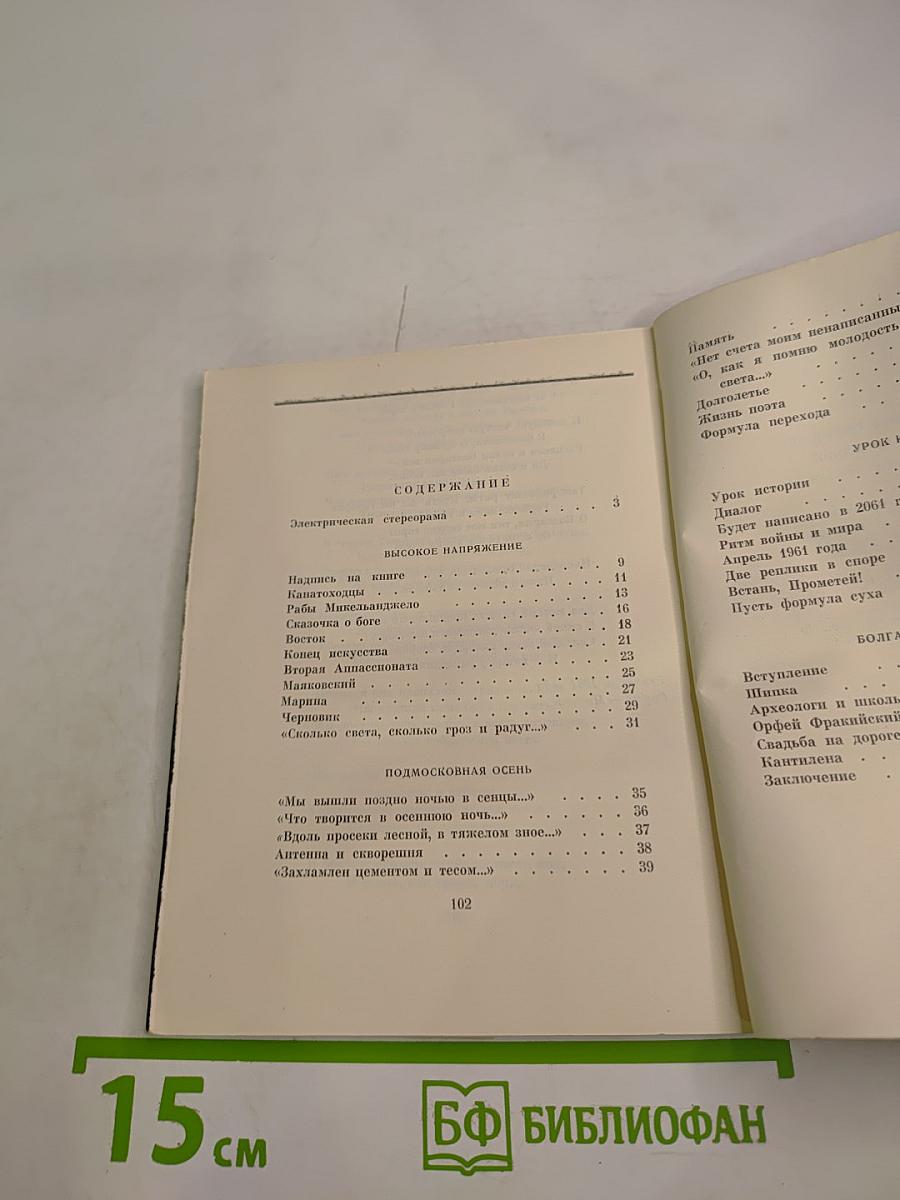 СОДЕРЖАНИЕ
Электрическая стереорама . . . . . . . . . 3
ВЫСОКОЕ НАПРЯЖЕНИЕ
Надпись на книге . . . . . . . . . . . 9
Канатоходцы . . . . . . . . . . . . . 11
Рабы Микельанджело . . . . . . . . . . 13
Сказочка о боге . . . . . . . . . . . 16
Восток . . . . . . . . . . . . . . 18
Конец искусства . . . . . . . . . . . 21
Вторая Аппассионата . . . . . . . . . . 23
Маяковский . . . . . . . . . . . . . 25
Марина . . . . . . . . . . . . . . 27
Черновик . . . . . . . . . . . . . 29
«Сколько света, сколько гроз и радуг...» . . . 31
ПОДМОСКОВНАЯ ОСЕНЬ
«Мы вышли поздно ночью в сенцы...» . . . . 35
«Что творится в осеннюю ночь...» . . . . . . 36
«Вдоль просеки лесной, в тяжелом зное...» . . . 37
Антенна и скворешня . . . . . . . . . . . 38
«Захламлен цементом и тесом...» . . . . . . . 39
102
Память . . . . . . .
«Нет счета моим ненаписанны
«О, как я помню молодость
света...» . . . .
Долголетье . . . .
Жизнь поэта . . . .
Формула перехода . .
УРОК
Урок истории . . . .
Диалог . . . . .
Будет написано в 2061 г
Ритм войны и мира .
Апрель 1961 года . .
Две реплики в споре
Встань, Прометей! .
Пусть формула суха
БОЛГА
Вступление . .
Шипка . . . .
Археологи и школь
Орфей Фракийский
Свадьба на дороге
Кантилена . .
Заключение .
15 см
БФ БИБЛИОФАН